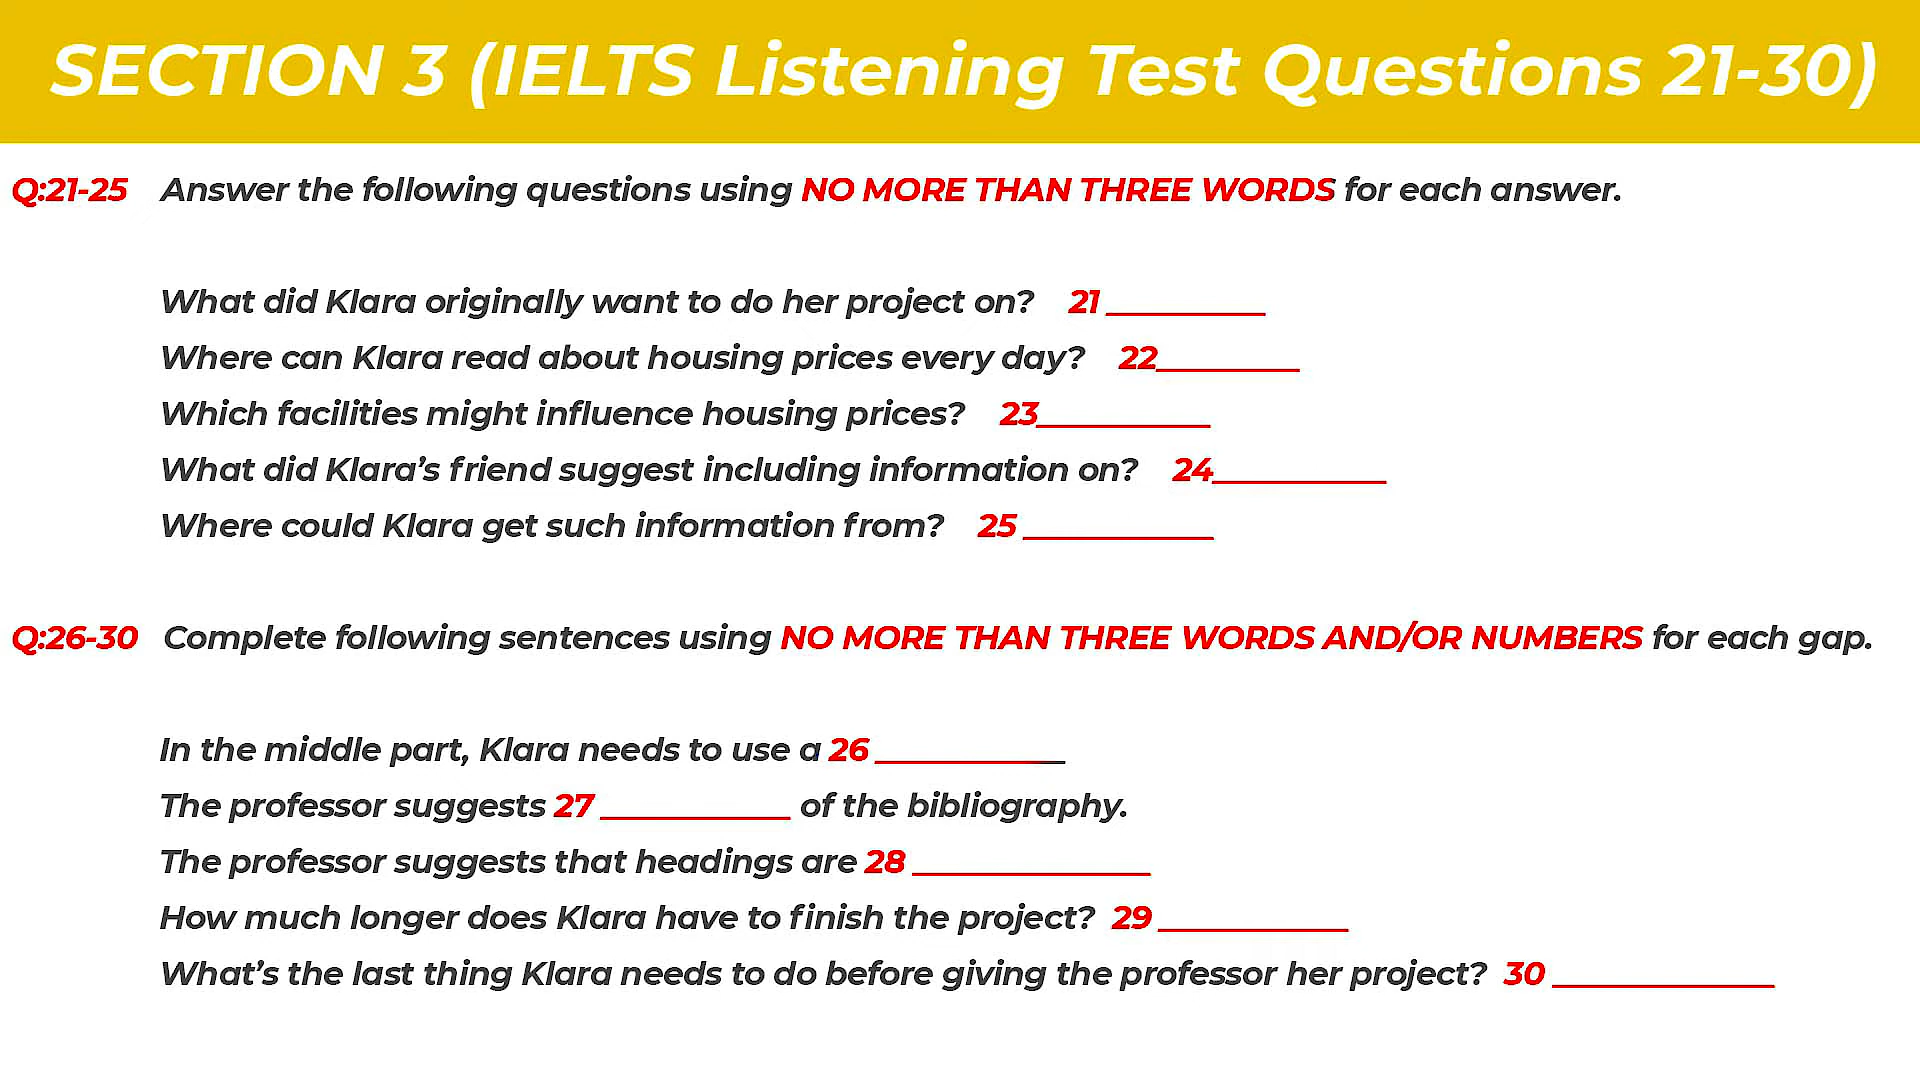 SECTION 3 (IELTS Listening Test Questions 21-30)
Q:21-25 Answer the following questions using NO MORE THAN THREE WORDS for each answer.
What did Klara originally want to do her project on? 21 __________
Where can Klara read about housing prices every day? 22_________
Which facilities might influence housing prices? 23___________
What did Klara’s friend suggest including information on? 24___________
Where could Klara get such information from? 25 ____________
Q:26-30 Complete following sentences using NO MORE THAN THREE WORDS AND/OR NUMBERS for each gap.
In the middle part, Klara needs to use a 26 ____________
The professor suggests 27 ____________ of the bibliography.
The professor suggests that headings are 28 _______________
How much longer does Klara have to finish the project? 29 ____________
What’s the last thing Klara needs to do before giving the professor her project? 30 ______________